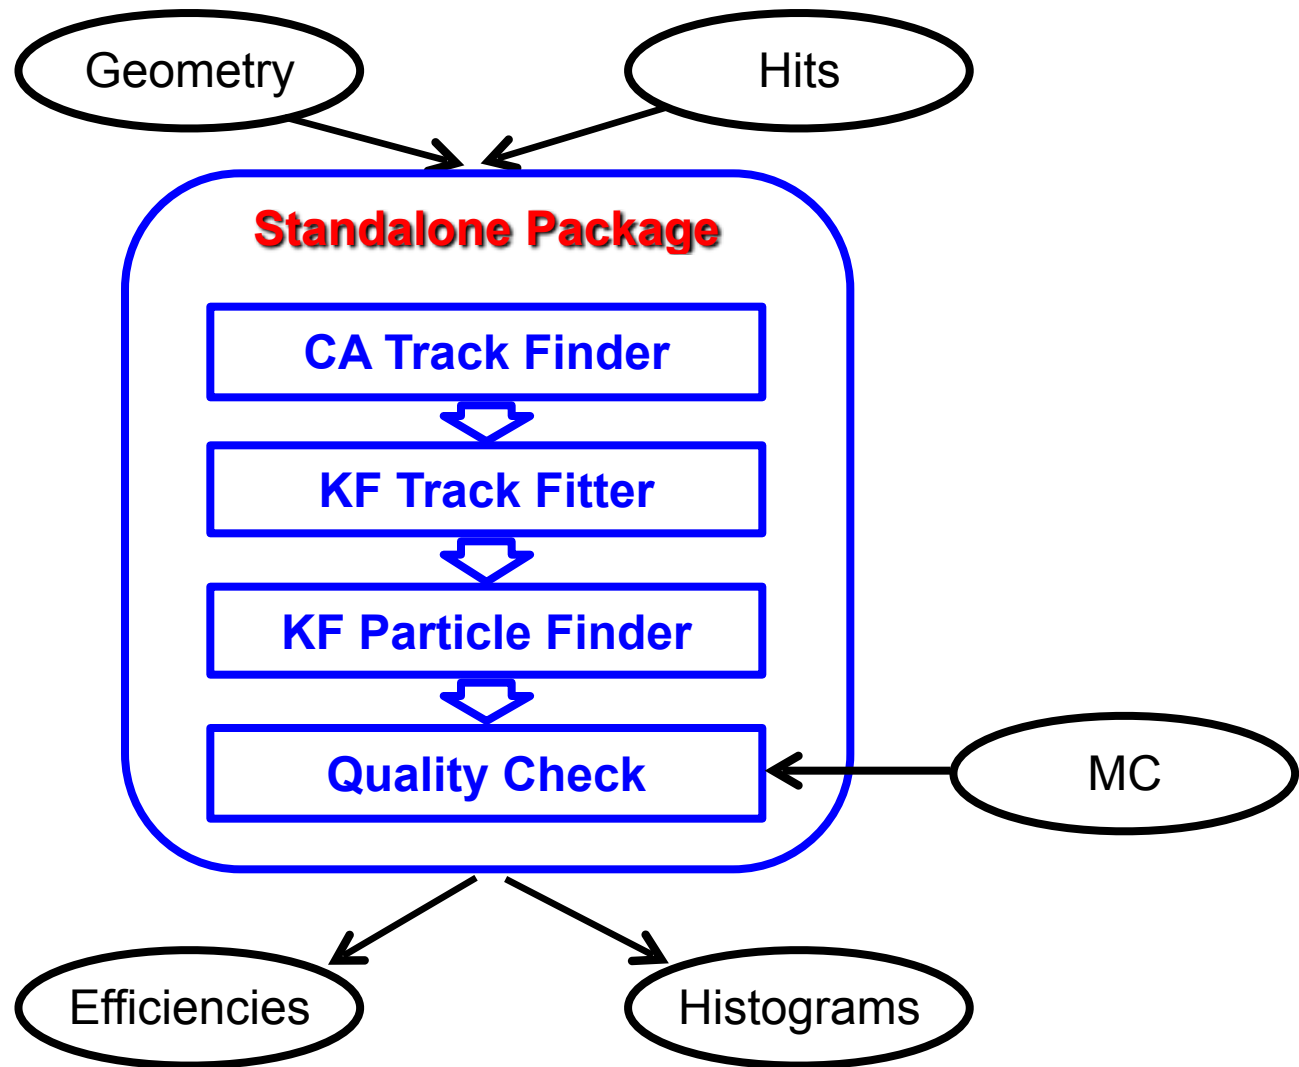 Geometry
Hits
Standalone Package
CA Track Finder
KF Track Fitter
KF Particle Finder
Quality Check
MC
Efficiencies
Histograms